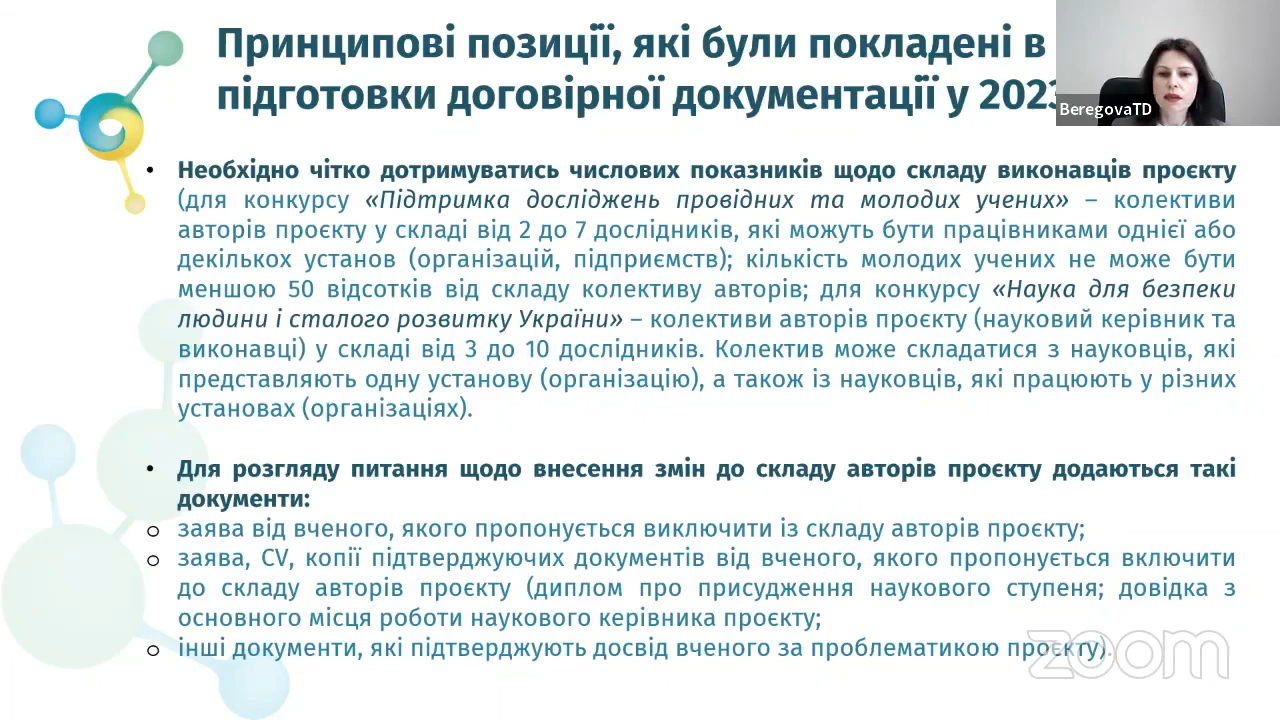 Принципові позиції, які були покладені в
підготовки договірної документації у 2023
BeregovaTD
• Необхідно чітко дотримуватись числових показників щодо складу виконавців проєкту
(для конкурсу «Підтримка досліджень провідних та молодих учених» – колективи
авторів проєкту у складі від 2 до 7 дослідників, які можуть бути працівниками однієї або
декількох установ (організацій, підприємств); кількість молодих учених не може бути
меншою 50 відсотків від складу колективу авторів; для конкурсу «Наука для безпеки
людини і сталого розвитку України» – колективи авторів проєкту (науковий керівник та
виконавці) у складі від 3 до 10 дослідників. Колектив може складатися з науковців, які
представляють одну установу (організацію), а також із науковців, які працюють у різних
установах (організаціях).
• Для розгляду питання щодо внесення змін до складу авторів проєкту додаються такі
документи:
o заява від вченого, якого пропонується виключити із складу авторів проєкту;
o заява, CV, копії підтверджуючих документів від вченого, якого пропонується включити
до складу авторів проєкту (диплом про присудження наукового ступеня; довідка з
основного місця роботи наукового керівника проєкту;
o інші документи, які підтверджують досвід вченого за проблематикою проєкту).
zoom